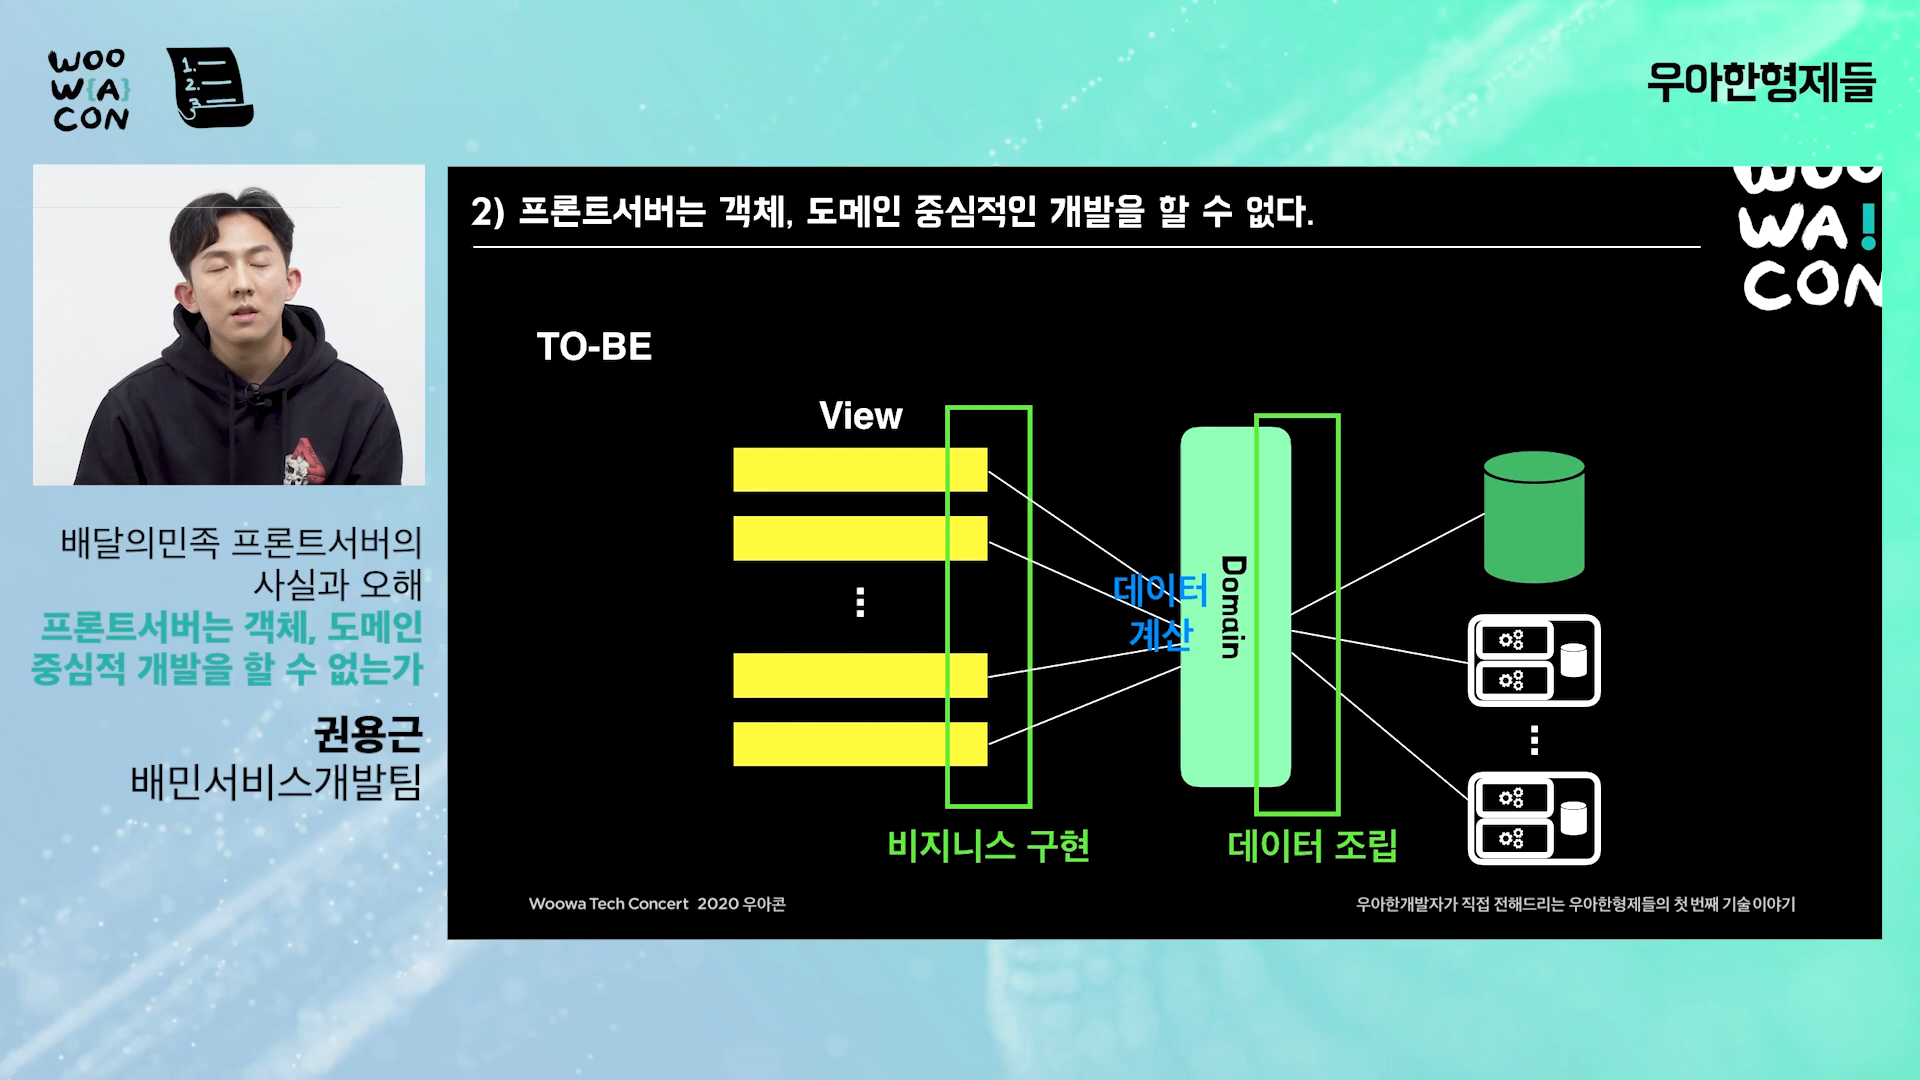 WOO
W{A}
CON
1.
2.
3.
우아한형제들
배달의민족 프론트서버의
사실과 오해
프론트서버는 객체, 도메인
중심적 개발을 할 수 없는가
권용근
배민서비스개발팀
2) 프론트서버는 객체, 도메인 중심적인 개발을 할 수 없다.
WOO
WA!
CON
TO-BE
View
데이터
계산
Domain
비지니스 구현
데이터 조립
Woowa Tech Concert 2020 우아콘
우아한개발자가 직접 전해드리는 우아한형제들의 첫 번째 기술 이야기